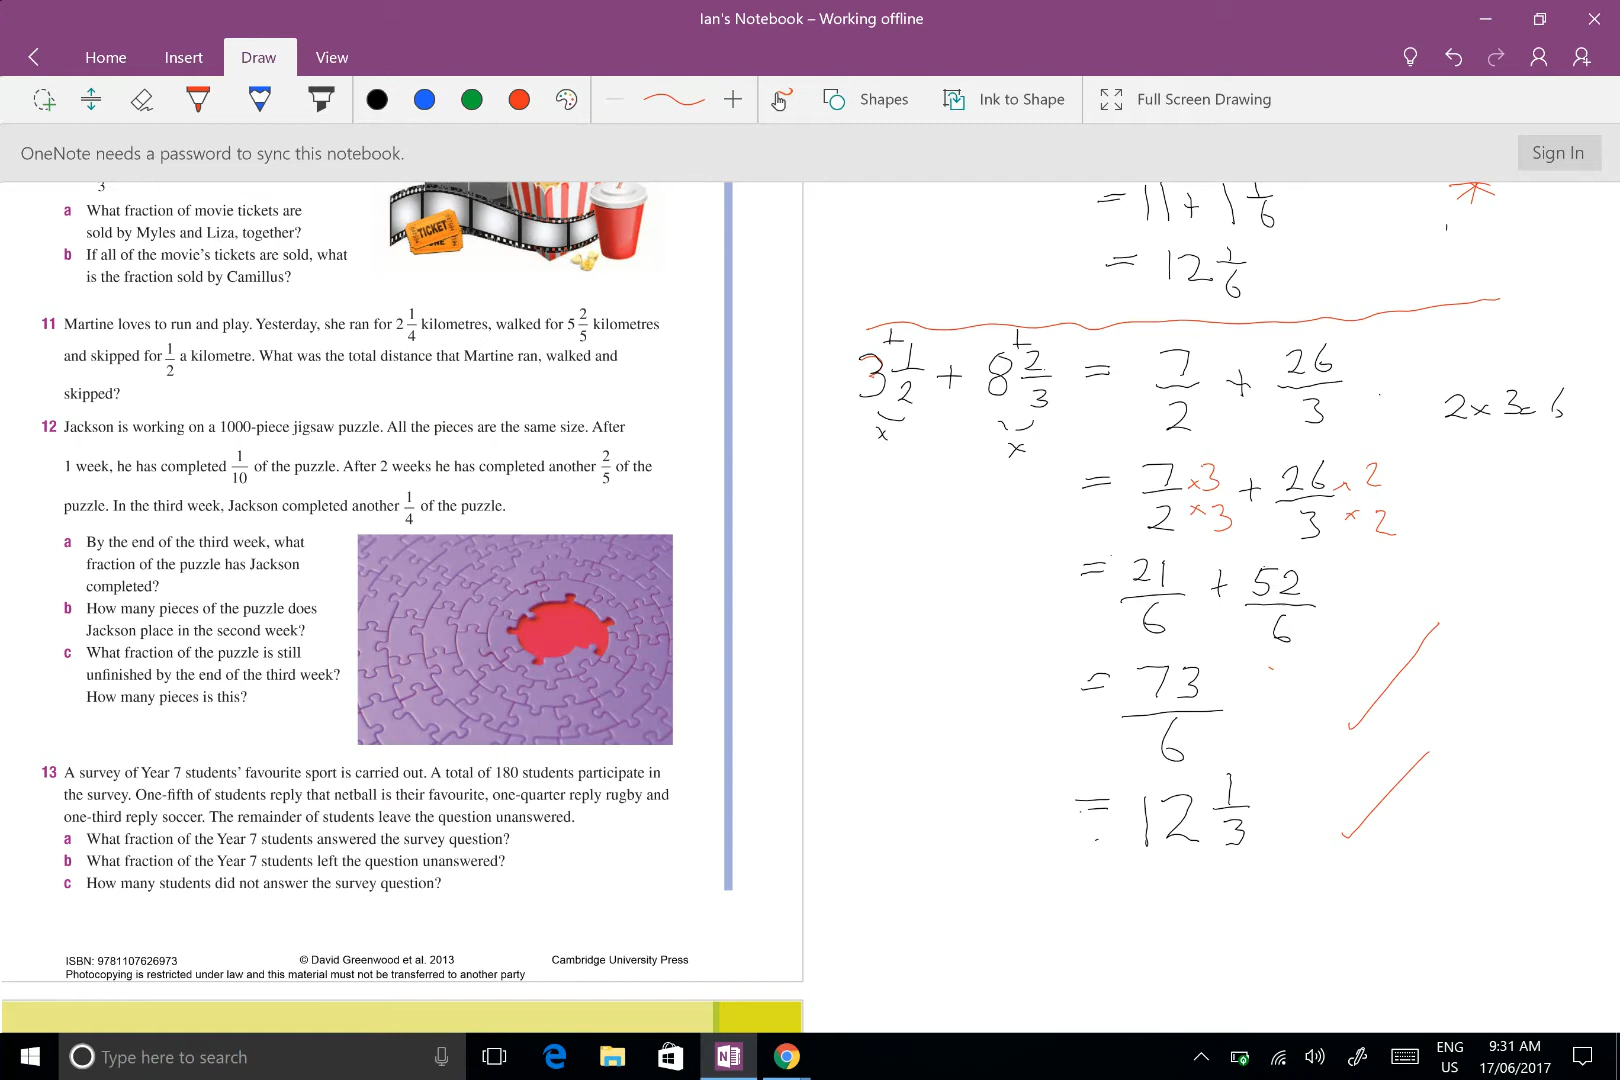 Ian's Notebook – Working offline
Home Insert Draw View
Shapes Ink to Shape Full Screen Drawing
OneNote needs a password to sync this notebook. Sign In
3
a What fraction of movie tickets are
sold by Myles and Liza, together?
b If all of the movie's tickets are sold, what
is the fraction sold by Camillus?
TICKET
11 Martine loves to run and play. Yesterday, she ran for 2 1/4 kilometres, walked for 5 2/5 kilometres
and skipped for 1/2 a kilometre. What was the total distance that Martine ran, walked and
skipped?
12 Jackson is working on a 1000-piece jigsaw puzzle. All the pieces are the same size. After
1 week, he has completed 1/10 of the puzzle. After 2 weeks he has completed another 2/5 of the
puzzle. In the third week, Jackson completed another 1/4 of the puzzle.
a By the end of the third week, what
fraction of the puzzle has Jackson
completed?
b How many pieces of the puzzle does
Jackson place in the second week?
c What fraction of the puzzle is still
unfinished by the end of the third week?
How many pieces is this?
13 A survey of Year 7 students' favourite sport is carried out. A total of 180 students participate in
the survey. One-fifth of students reply that netball is their favourite, one-quarter reply rugby and
one-third reply soccer. The remainder of students leave the question unanswered.
a What fraction of the Year 7 students answered the survey question?
b What fraction of the Year 7 students left the question unanswered?
c How many students did not answer the survey question?
ISBN: 9781107626973 © David Greenwood et al. 2013 Cambridge University Press
Photocopying is restricted under law and this material must not be transferred to another party
= 11 + 1 1/6
= 12 1/6
+ +
3 1/2 + 8 2/3 = 7/2 + 26/3 2 x 3 = 6
x x
= 7/2 x3/x3 + 26/3 x2/x2
= 21/6 + 52/6
= 73/6
= 12 1/3
Type here to search
ENG
US
9:31 AM
17/06/2017